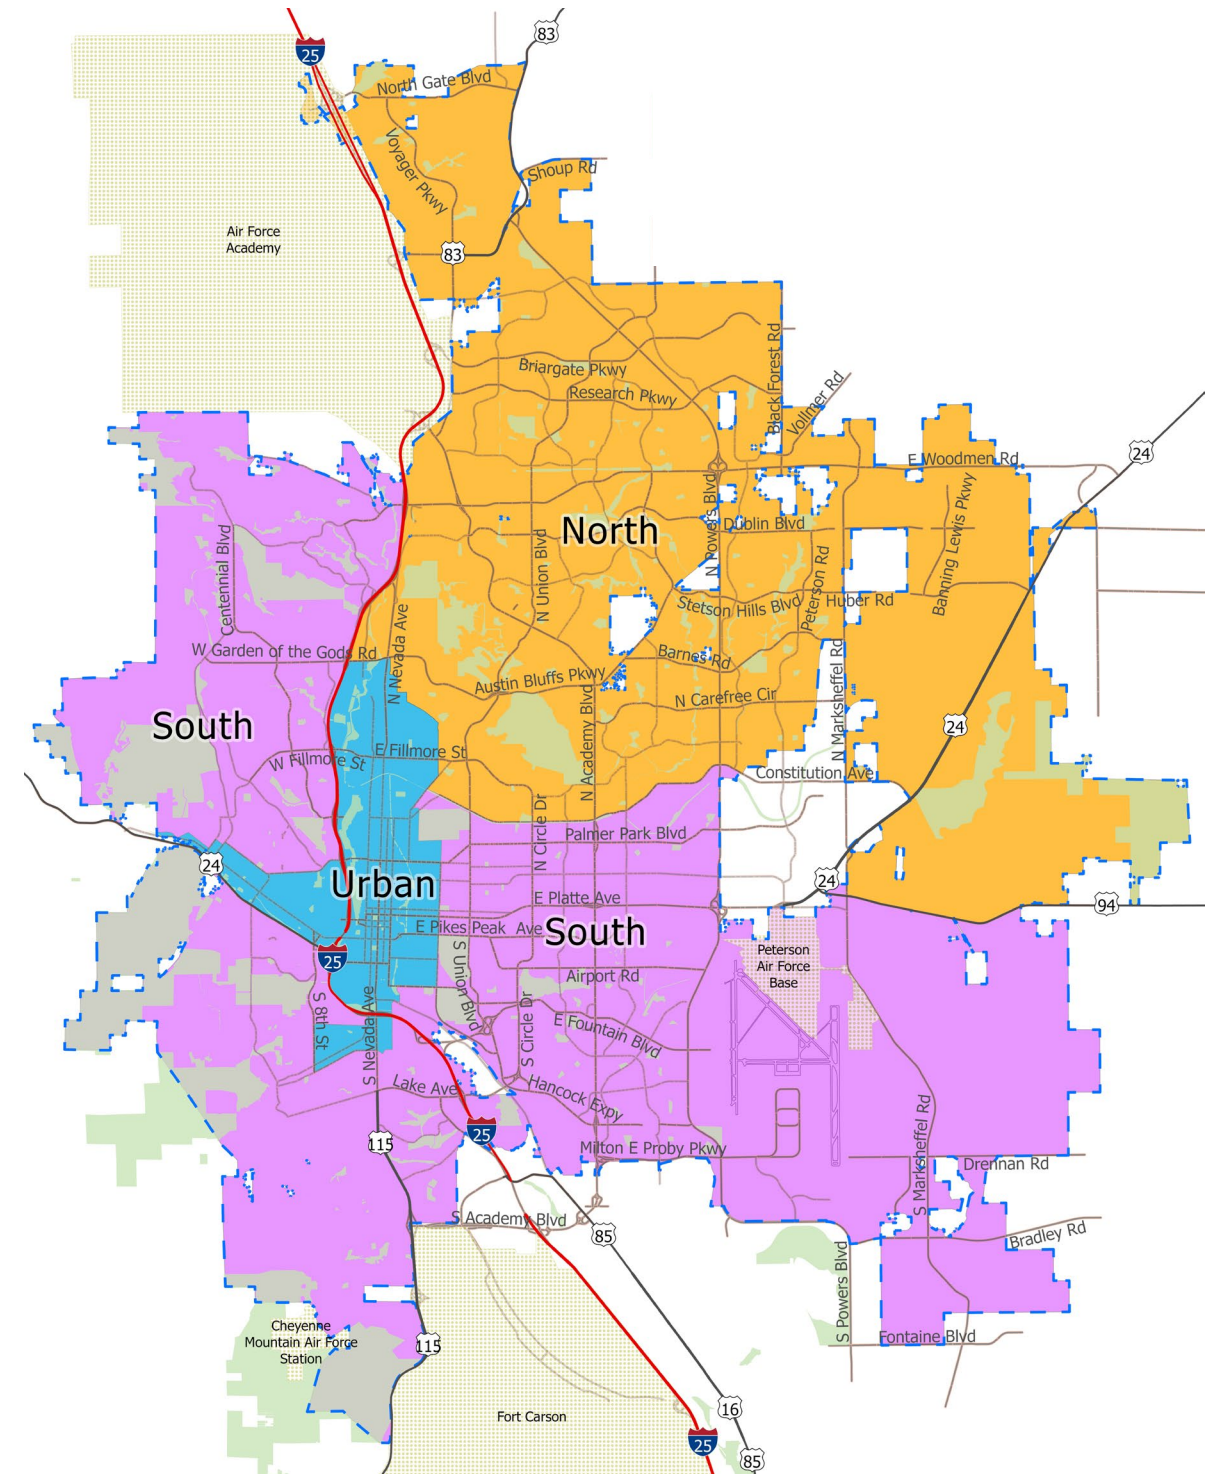 83
25
North Gate Blvd
Voyager Pkwy
Shoup Rd
Air Force
Academy
83
Black Forest Rd
Briargate Pkwy
Research Pkwy
Vollmer Rd
24
E Woodmen Rd
N Powers Blvd
Banning Lewis Pkwy
North
Dublin Blvd
Centennial Blvd
N Union Blvd
Peterson Rd
Stetson Hills Blvd
Huber Rd
N Nevada Ave
W Garden of the Gods Rd
Barnes Rd
N Marksheffel Rd
Austin Bluffs Pkwy
N Carefree Cir
N Academy Blvd
South
24
E Fillmore St
W Fillmore St
Constitution Ave
N Circle Dr
Palmer Park Blvd
24
Urban
24
E Platte Ave
94
E Pikes Peak Ave
South
25
S Union Blvd
Peterson
Air Force
Base
Airport Rd
S 8th St
S Nevada Ave
S Circle Dr
E Fountain Blvd
Lake Ave
Hancock Expy
S Marksheffel Rd
25
115
Milton E Proby Pkwy
Drennan Rd
S Academy Blvd
85
Bradley Rd
S Powers Blvd
Cheyenne
Mountain Air Force
Station
115
Fontaine Blvd
Fort Carson
16
25
85